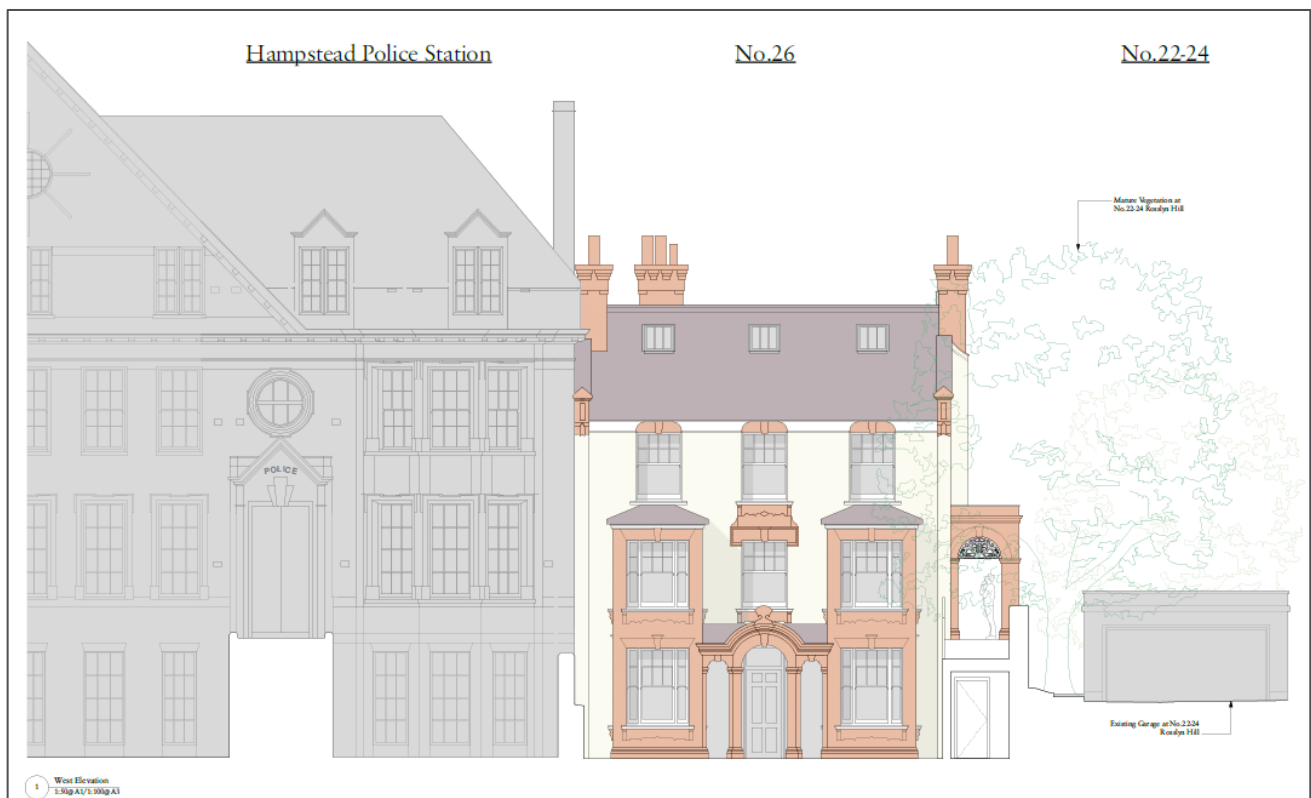 Hampstead Police Station
No.26
No.22-24
Mature Vegetation at
No.22-24 Rosslyn Hill
POLICE
Existing Garage at No.22-24
Rosslyn Hill
1
West Elevation
1:50@A1/1:100@A3